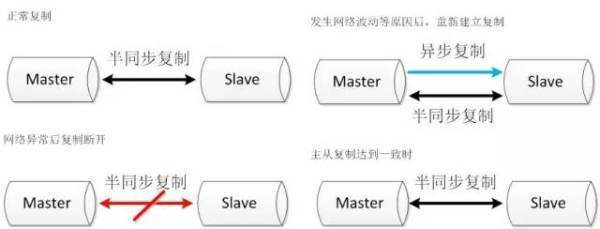 正常复制
半同步复制
Master
Slave
发生网络波动等原因后，重新建立复制
异步复制
Master
Slave
半同步复制
网络异常后复制断开
半同步复制
Master
Slave
主从复制达到一致时
半同步复制
Master
Slave